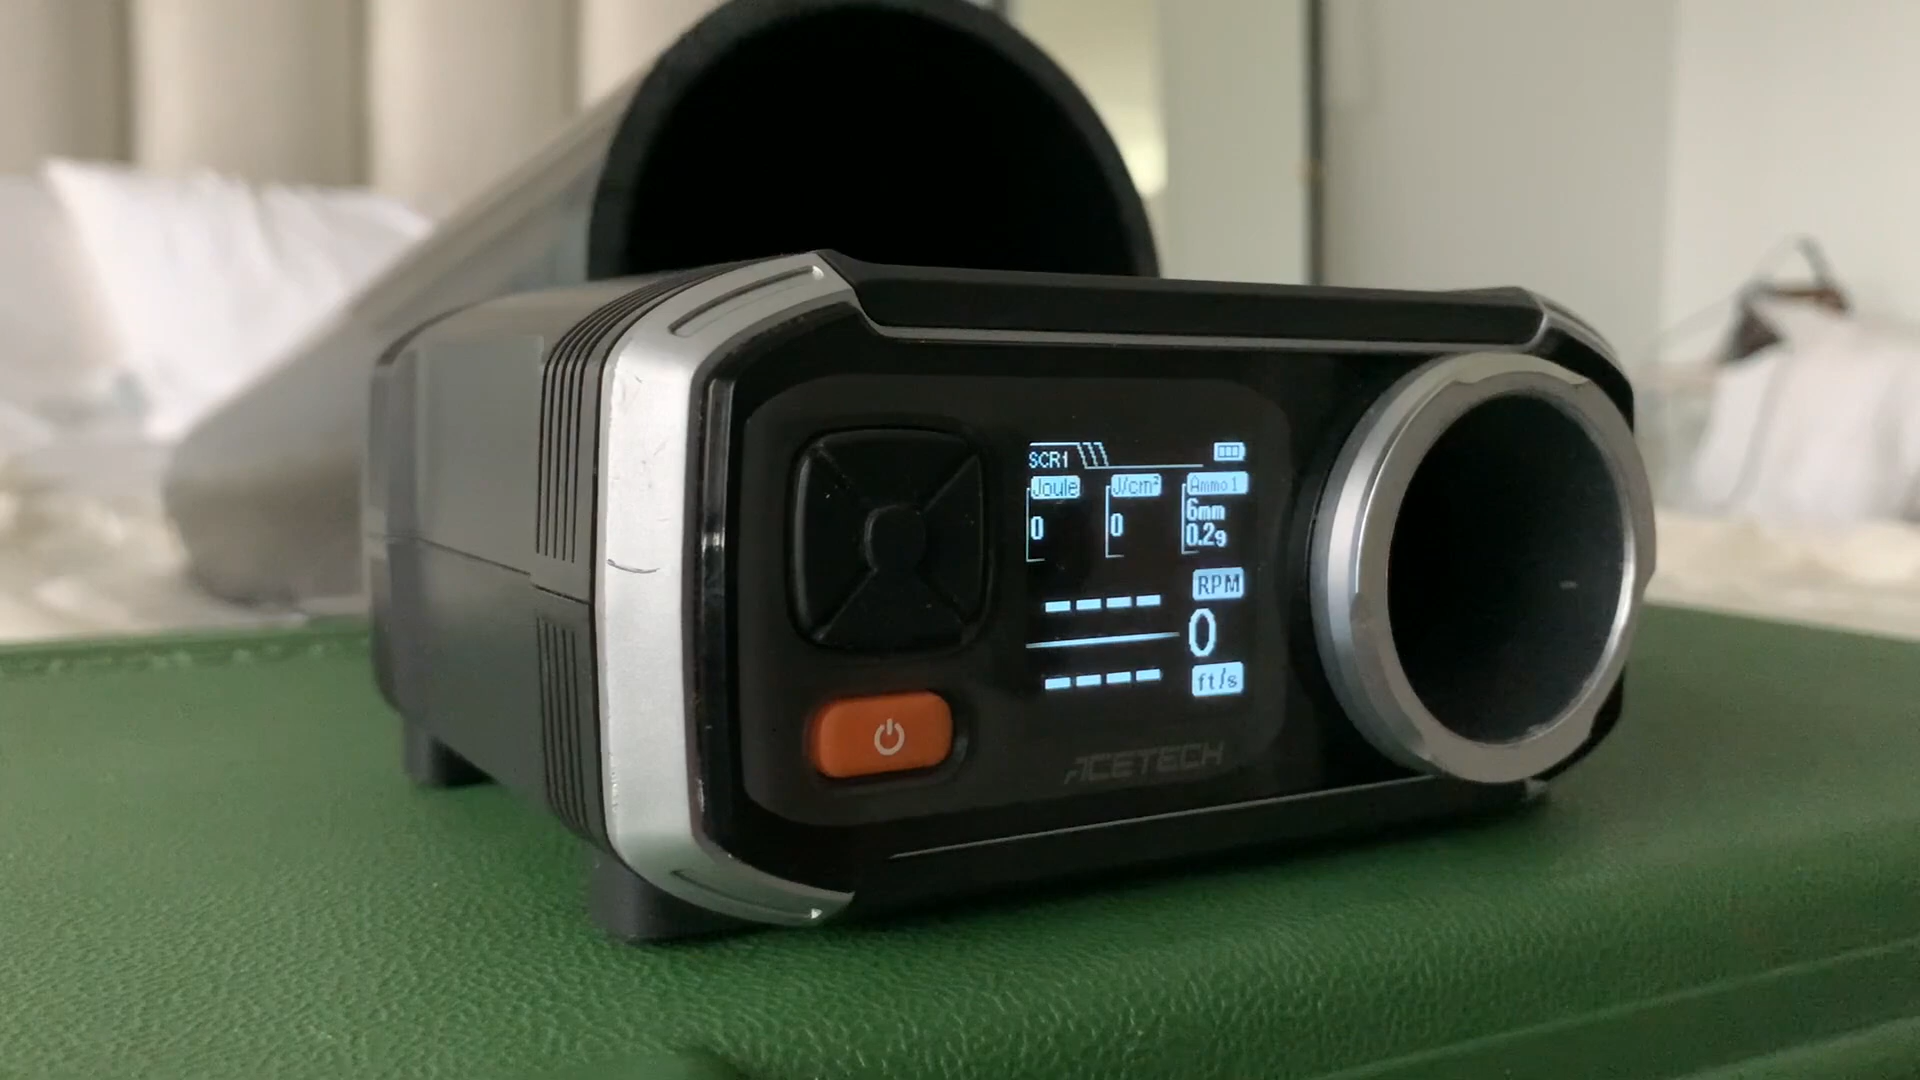 SCR1
Joule J/cm² Ammo 1
0 0 6mm
0.2g
---- RPM
0
---- ft/s
ACETECH